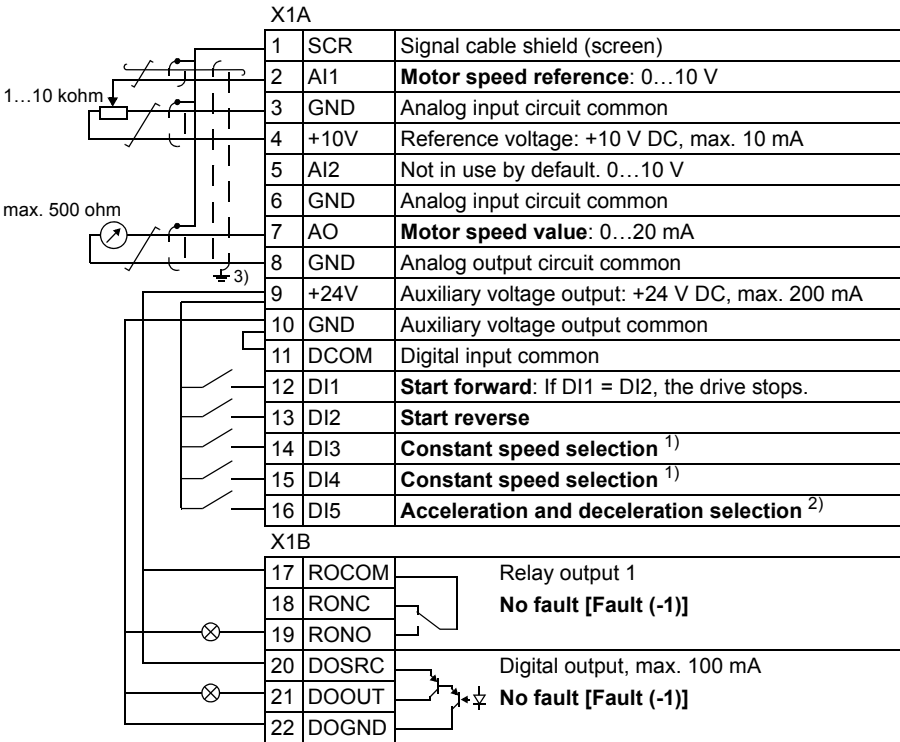 X1A
1 SCR Signal cable shield (screen)
2 AI1 Motor speed reference: 0…10 V
1…10 kohm
3 GND Analog input circuit common
4 +10V Reference voltage: +10 V DC, max. 10 mA
5 AI2 Not in use by default. 0…10 V
6 GND Analog input circuit common
max. 500 ohm
7 AO Motor speed value: 0…20 mA
8 GND Analog output circuit common
3)
9 +24V Auxiliary voltage output: +24 V DC, max. 200 mA
10 GND Auxiliary voltage output common
11 DCOM Digital input common
12 DI1 Start forward: If DI1 = DI2, the drive stops.
13 DI2 Start reverse
14 DI3 Constant speed selection 1)
15 DI4 Constant speed selection 1)
16 DI5 Acceleration and deceleration selection 2)
X1B
17 ROCOM Relay output 1
18 RONC No fault [Fault (-1)]
19 RONO
20 DOSRC Digital output, max. 100 mA
21 DOOUT No fault [Fault (-1)]
22 DOGND